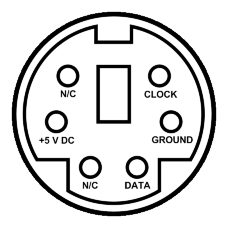 N/C CLOCK
+5 V DC GROUND
N/C DATA